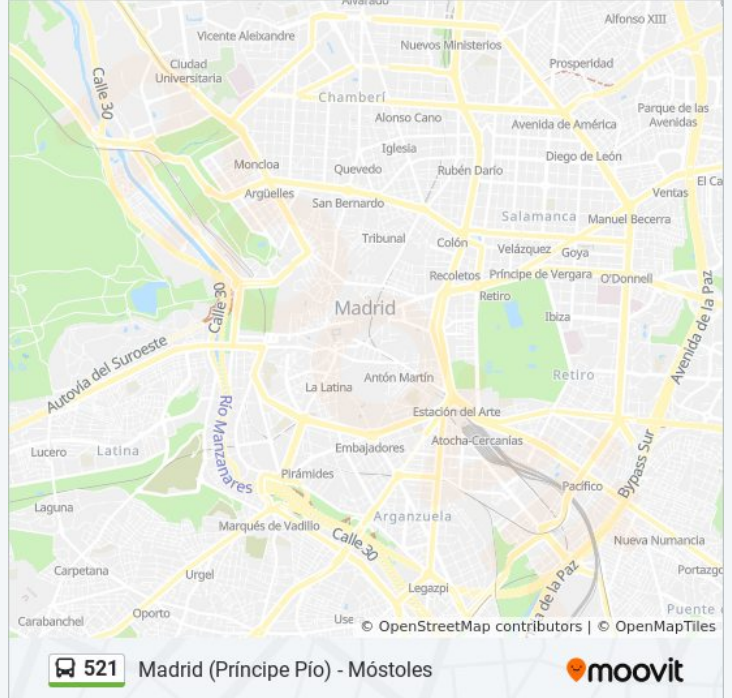 Alvarado
Alfonso XIII
Vicente Aleixandre
Nuevos Ministerios
Ciudad
Universitaria
Prosperidad
Calle 30
Chamberí
Parque de las
Avenidas
Alonso Cano
Avenida de América
Iglesia
Diego de León
Moncloa
Quevedo
Rubén Darío
El Ca
Argüelles
San Bernardo
Ventas
Salamanca
Manuel Becerra
Tribunal
Colón
Velázquez
Goya
Recoletos
Príncipe de Vergara
O'Donnell
Calle 30
Retiro
Madrid
Ibiza
Avenida de la Paz
Autovía del Suroeste
Antón Martín
Retiro
La Latina
Estación del Arte
Río Manzanares
Atocha-Cercanías
Lucero
Latina
Embajadores
Bypass Sur
Pirámides
Pacífico
Laguna
Arganzuela
Marqués de Vadillo
Calle 30
Nueva Numancia
Carpetana
Urgel
Portazgo
Legazpi
a de la Paz
Oporto
Puente
Carabanchel
Use
© OpenStreetMap contributors | © OpenMapTiles
521 Madrid (Príncipe Pío) - Móstoles moovit